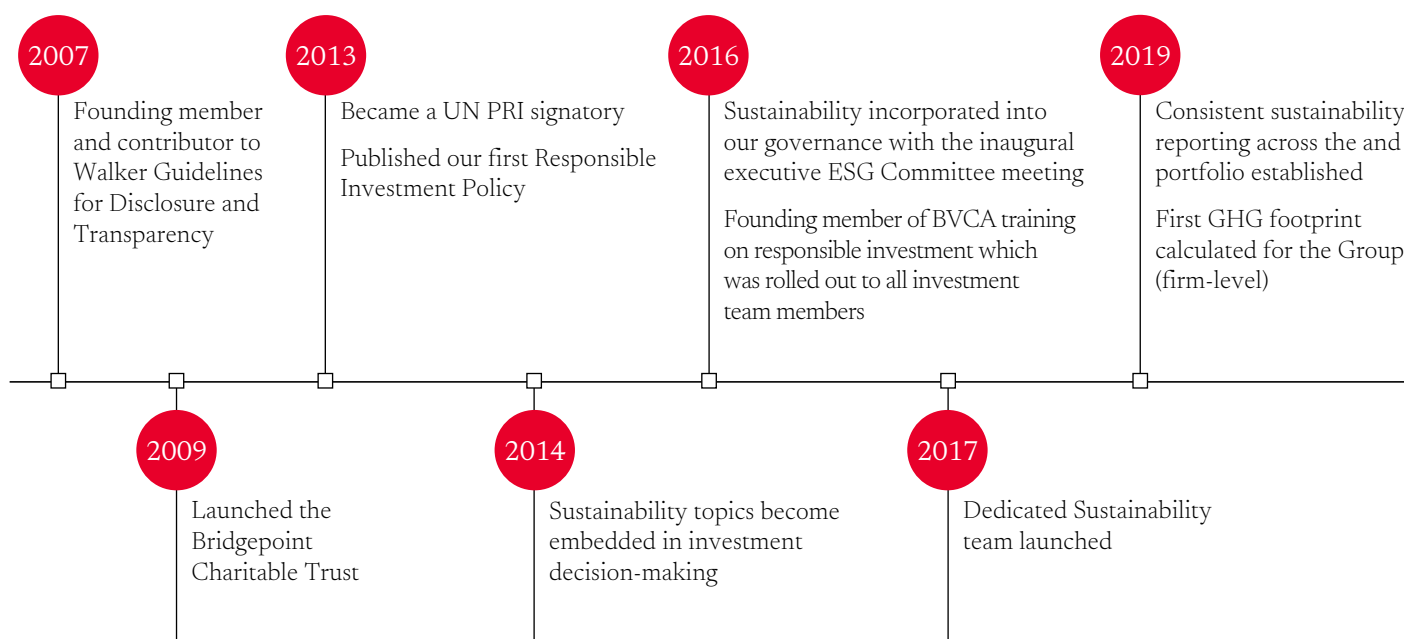 2007
Founding member
and contributor to
Walker Guidelines
for Disclosure and
Transparency
2009
Launched the
Bridgepoint
Charitable Trust
2013
Became a UN PRI signatory
Published our first Responsible
Investment Policy
2014
Sustainability topics become
embedded in investment
decision-making
2016
Sustainability incorporated into
our governance with the inaugural
executive ESG Committee meeting
Founding member of BVCA training
on responsible investment which
was rolled out to all investment
team members
2017
Dedicated Sustainability
team launched
2019
Consistent sustainability
reporting across the and
portfolio established
First GHG footprint
calculated for the Group
(firm-level)